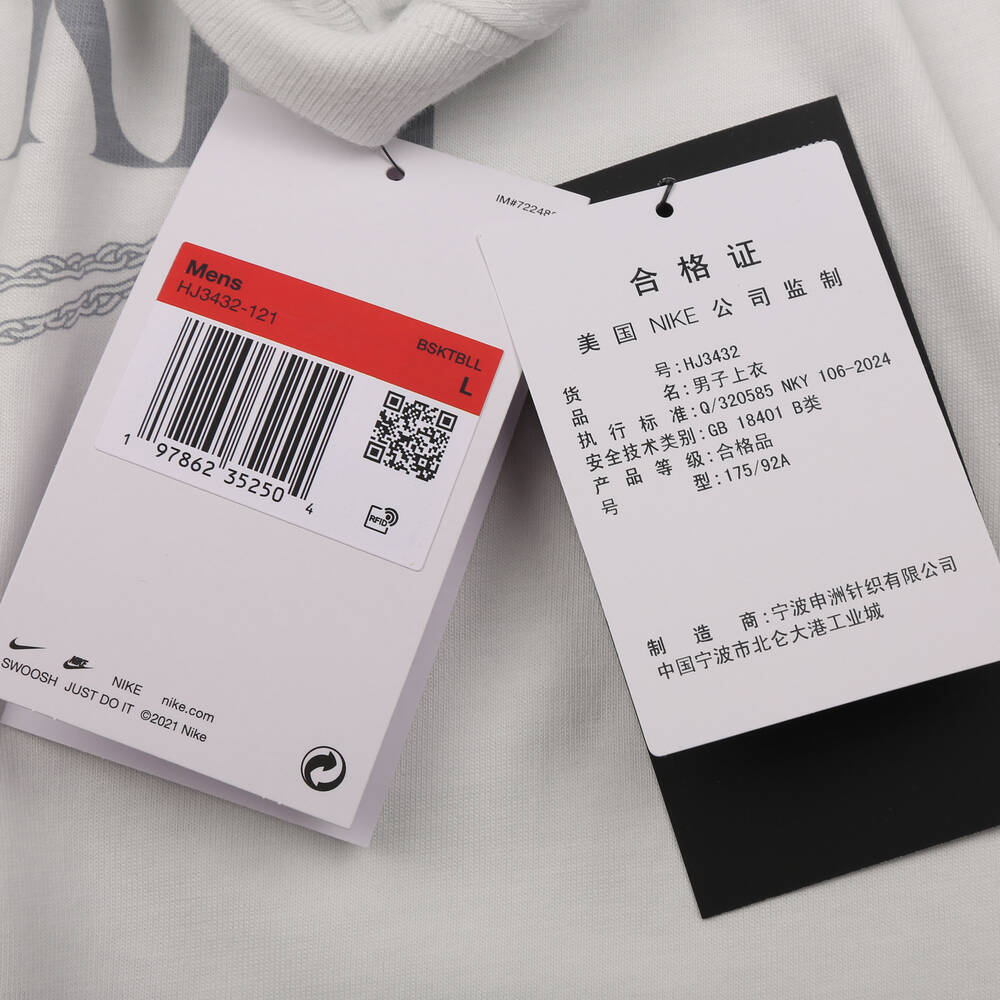 IM#72248
Mens
HJ3432-121
BSKTBLL
L
1 97862 35250 4
RFID
NIKE
SWOOSH JUST DO IT NIKE nike.com
©2021 Nike
合格证
美国 NIKE 公司监制
货号:HJ3432
品名:男子上衣
执行标准:Q/320585 NKY 106-2024
安全技术类别:GB 18401 B类
产品等级:合格品
号型:175/92A
制造商:宁波申洲针织有限公司
中国宁波市北仑大港工业城